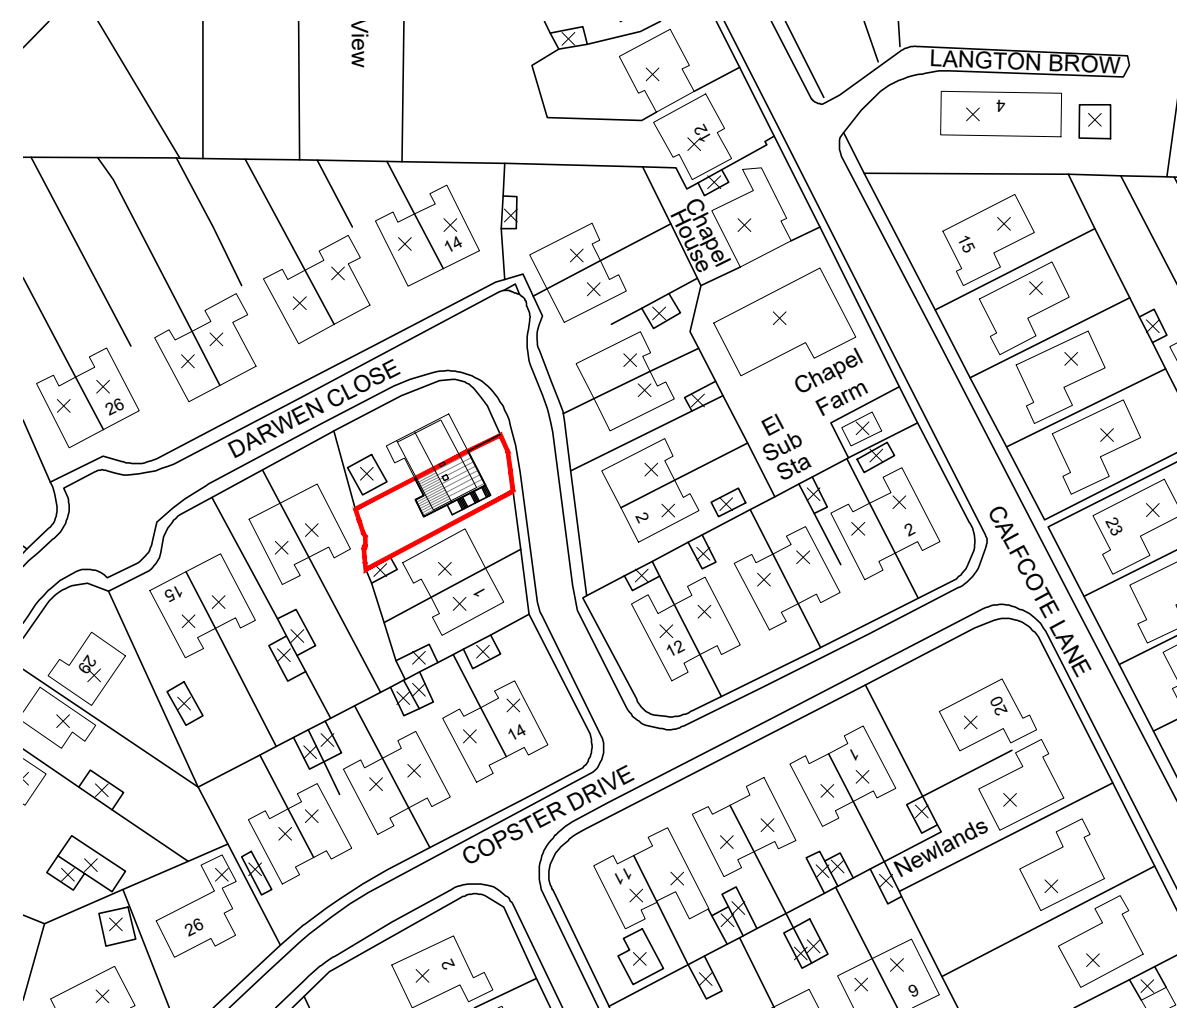 View
LANGTON BROW
4
12
Chapel
House
14
15
26
DARWEN CLOSE
Chapel
Farm
El
Sub
Sta
2
2
23
CALFCOTE LANE
15
1
12
29
20
14
1
COPSTER DRIVE
Newlands
11
26
2
9